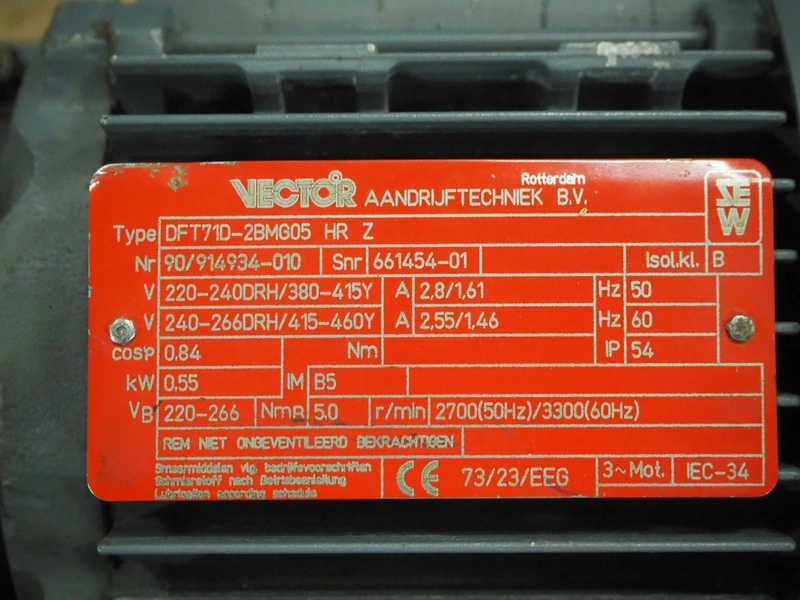 VECTOR AANDRIJFTECHNIEK B.V. Rotterdam
SEW
Type DFT71D-2BMG05 HR Z
Nr 90/914934-010 Snr 661454-01 Isol.kl. B
V 220-240DRH/380-415Y A 2,8/1,61 Hz 50
V 240-266DRH/415-460Y A 2,55/1,46 Hz 60
cosφ 0.84 Nm IP 54
kW 0.55 IM B5
VB 220-266 NmB 5.0 r/min 2700(50Hz)/3300(60Hz)
REM NIET ONGEVENTILEERD BEKRACHTIGEN
Smeermiddelen vlg. bedrijfsvoorschriften
Schmierstoff nach Betriebsanleitung
Lubrication according schedule
CE 73/23/EEG 3~Mot. IEC-34